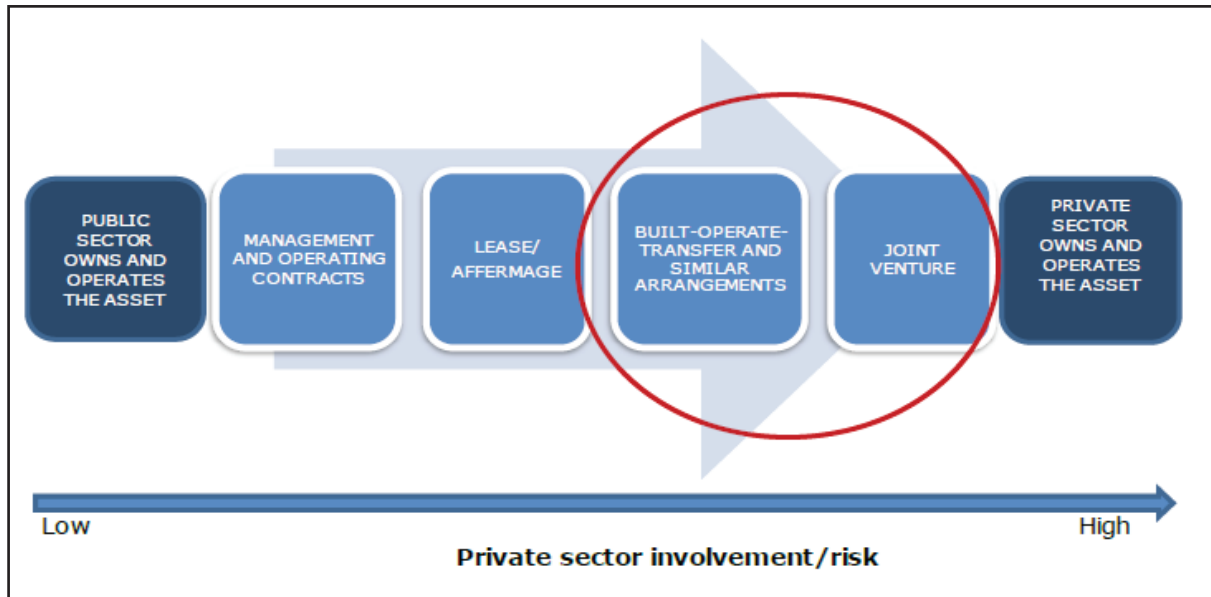 PUBLIC
SECTOR
OWNS AND
OPERATES
THE ASSET
MANAGEMENT
AND OPERATING
CONTRACTS
LEASE/
AFFERMAGE
BUILT-OPERATE-
TRANSFER AND
SIMILAR
ARRANGEMENTS
JOINT
VENTURE
PRIVATE
SECTOR
OWNS AND
OPERATES
THE ASSET
Low
High
Private sector involvement/risk